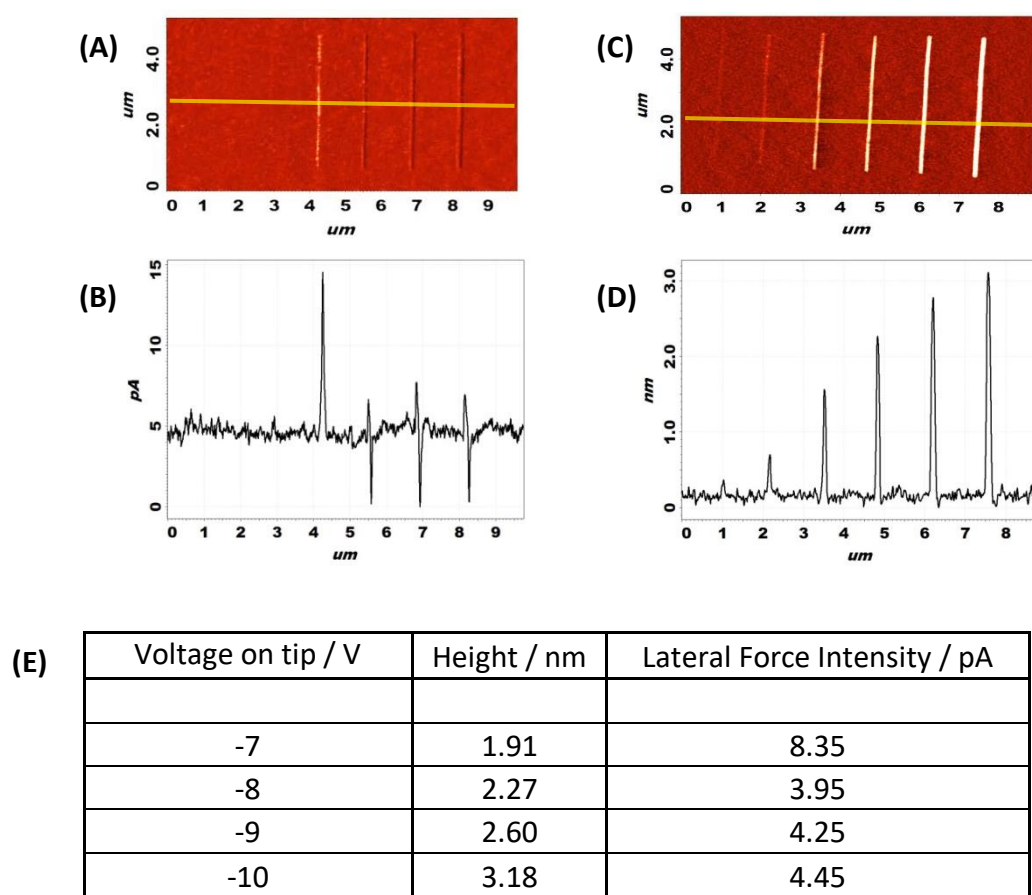 (A)
4.0
um
2.0
0
0 1 2 3 4 5 6 7 8 9
um
(C)
4.0
um
2.0
0
0 1 2 3 4 5 6 7 8
um
(B)
15
10
pA
5
0
0 1 2 3 4 5 6 7 8 9
um
(D)
3.0
2.0
nm
1.0
0
0 1 2 3 4 5 6 7 8
um
(E)
Voltage on tip / V Height / nm Lateral Force Intensity / pA
-7 1.91 8.35
-8 2.27 3.95
-9 2.60 4.25
-10 3.18 4.45